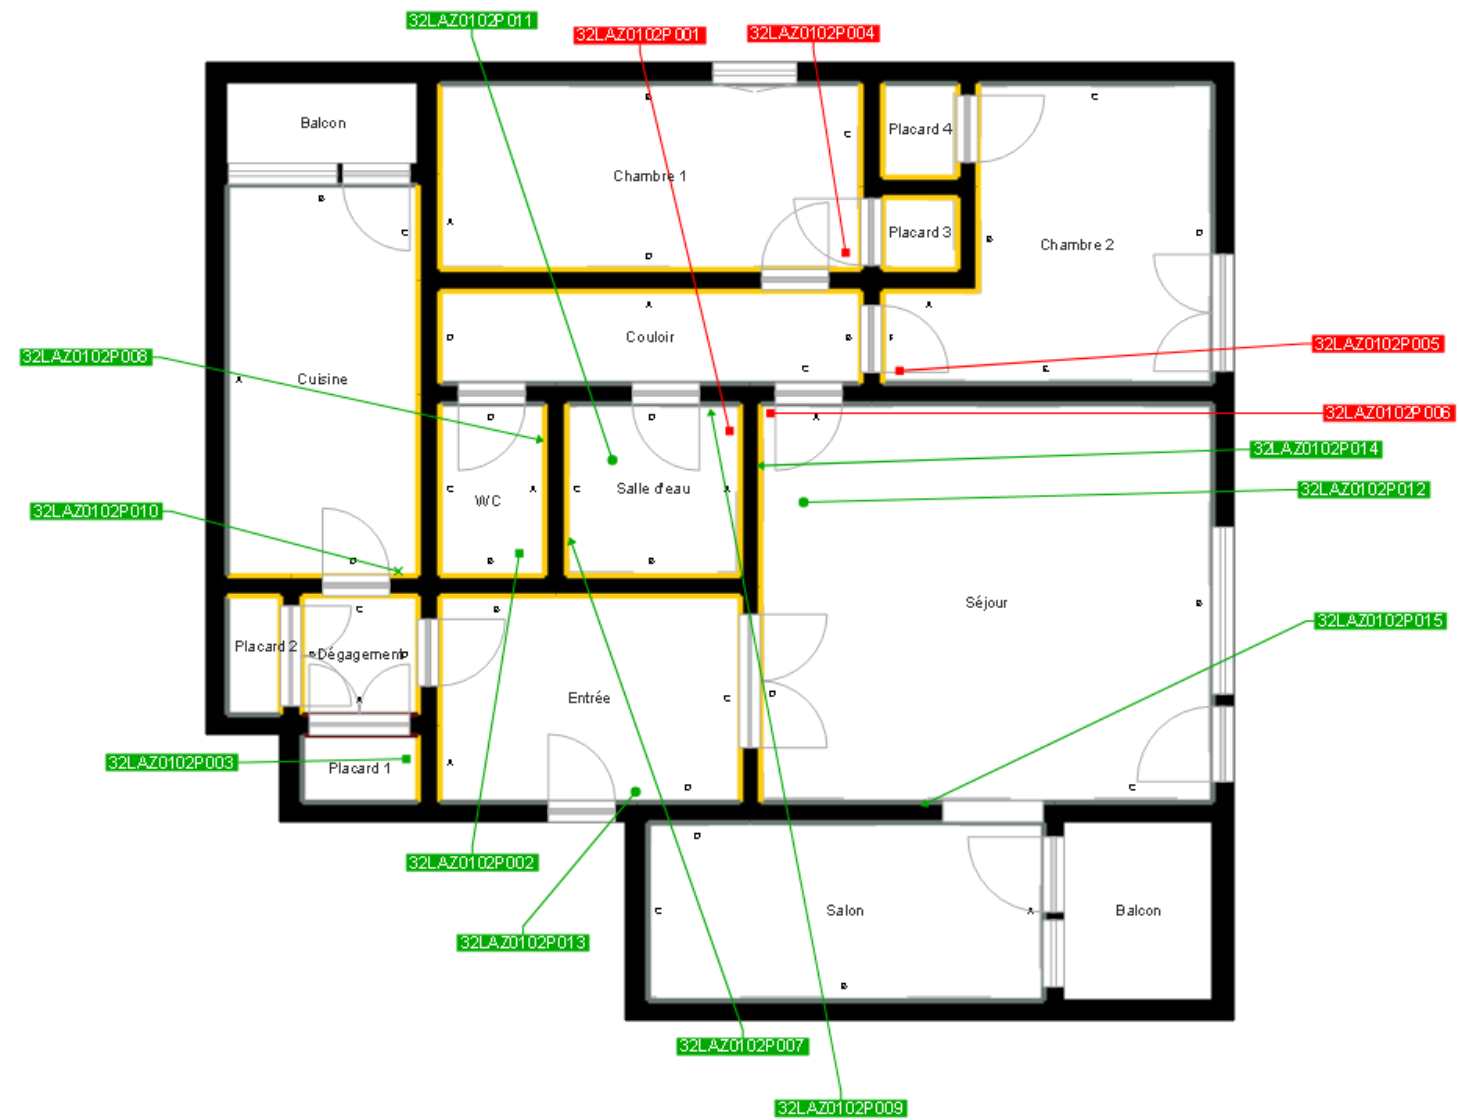 32LAZ0102P011
32LAZ0102P001
32LAZ0102P004
Balcon
B
C
Placard 4
C
Chambre 1
B
C
A
D
Placard 3
B
D
Chambre 2
A
Couloir
D
B
C
A
F
E
32LAZ0102P005
32LAZ0102P008
Cuisine
A
D
D
D
A
32LAZ0102P006
32LAZ0102P014
C
WC
A
C
Salle d'eau
A
32LAZ0102P012
32LAZ0102P010
D
B
B
C
B
Séjour
B
32LAZ0102P015
Placard 2
B
Dégagement
D
A
Entrée
C
D
32LAZ0102P003
Placard 1
A
D
C
D
32LAZ0102P002
C
Salon
A
Balcon
32LAZ0102P013
B
32LAZ0102P007
32LAZ0102P009